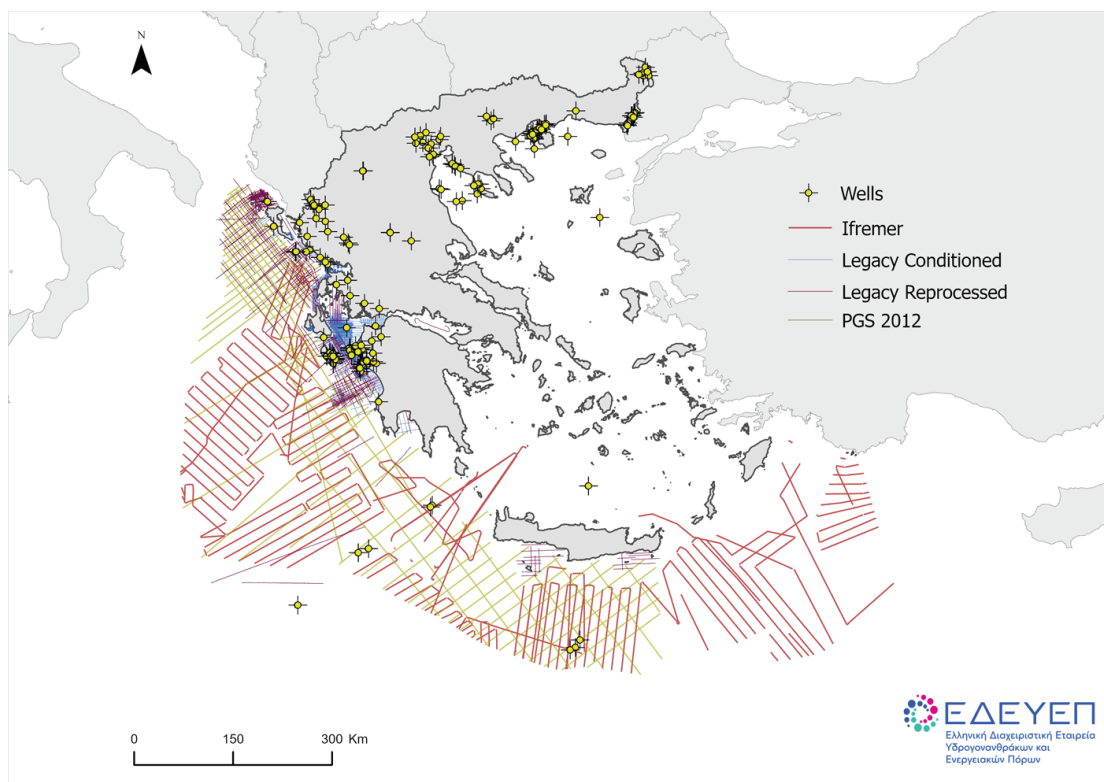 N
Wells
Ifremer
Legacy Conditioned
Legacy Reprocessed
PGS 2012
0 150 300 Km
ΕΔΕΥΕΠ
Ελληνική Διαχειριστική Εταιρεία
Υδρογονανθράκων και
Ενεργειακών Πόρων